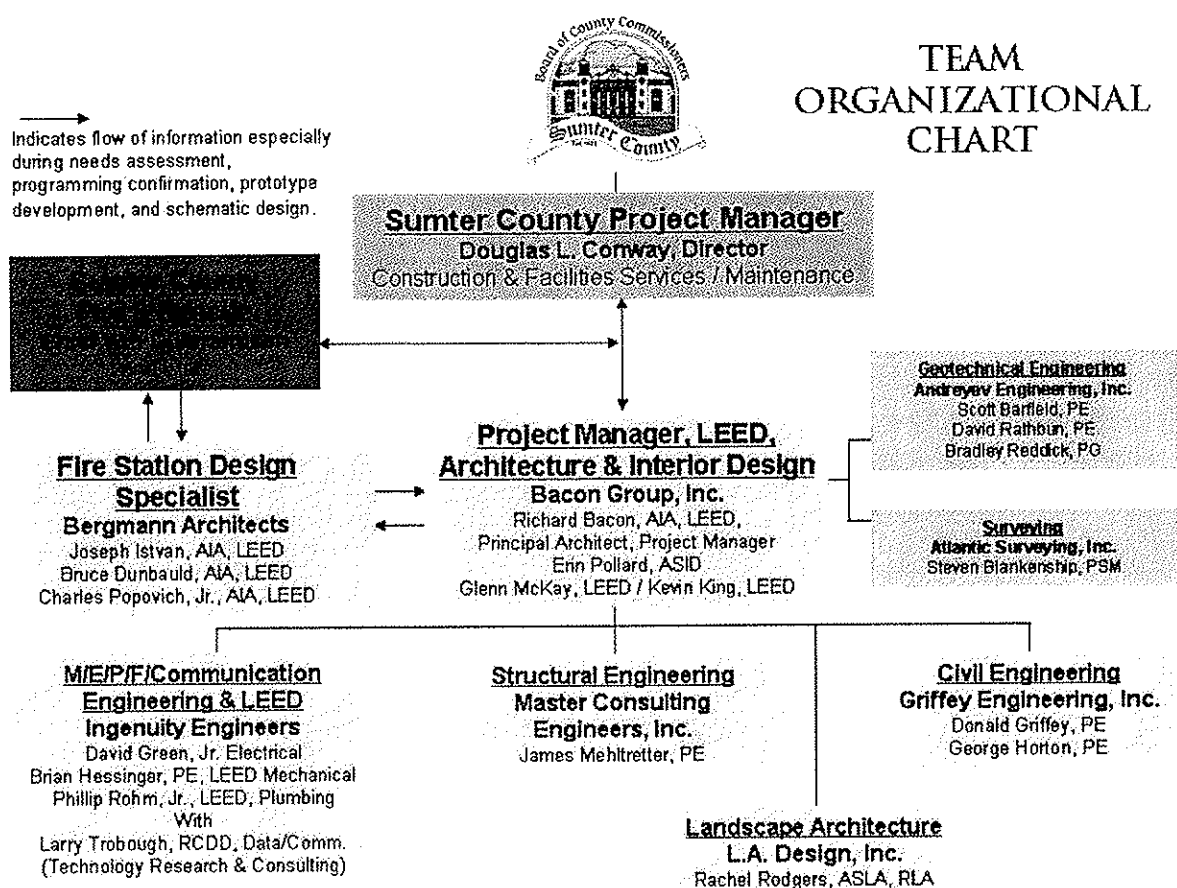 Board of County Commissioners
Sumter County
TEAM
ORGANIZATIONAL
CHART
Indicates flow of information especially
during needs assessment,
programming confirmation, prototype
development, and schematic design.
Sumter County Project Manager
Douglas L. Conway, Director
Construction & Facilities Services / Maintenance
Geotechnical Engineering
Andreyev Engineering, Inc.
Scott Barfield, PE
David Rathbun, PE
Bradley Reddick, PG
Project Manager, LEED,
Architecture & Interior Design
Bacon Group, Inc.
Richard Bacon, AIA, LEED,
Principal Architect, Project Manager
Erin Pollard, ASID
Glenn McKay, LEED / Kevin King, LEED
Fire Station Design
Specialist
Bergmann Architects
Joseph Istvan, AIA, LEED
Bruce Dunbauld, AIA, LEED
Charles Popovich, Jr., AIA, LEED
Surveying
Atlantic Surveying, Inc.
Steven Blankenship, PSM
M/E/P/F/Communication
Engineering & LEED
Ingenuity Engineers
David Green, Jr. Electrical
Brian Hessinger, PE, LEED Mechanical
Phillip Rohm, Jr., LEED, Plumbing
With
Larry Trobough, RCDD, Data/Comm.
(Technology Research & Consulting)
Structural Engineering
Master Consulting
Engineers, Inc.
James Mehltretter, PE
Civil Engineering
Griffey Engineering, Inc.
Donald Griffey, PE
George Horton, PE
Landscape Architecture
L.A. Design, Inc.
Rachel Rodgers, ASLA, RLA